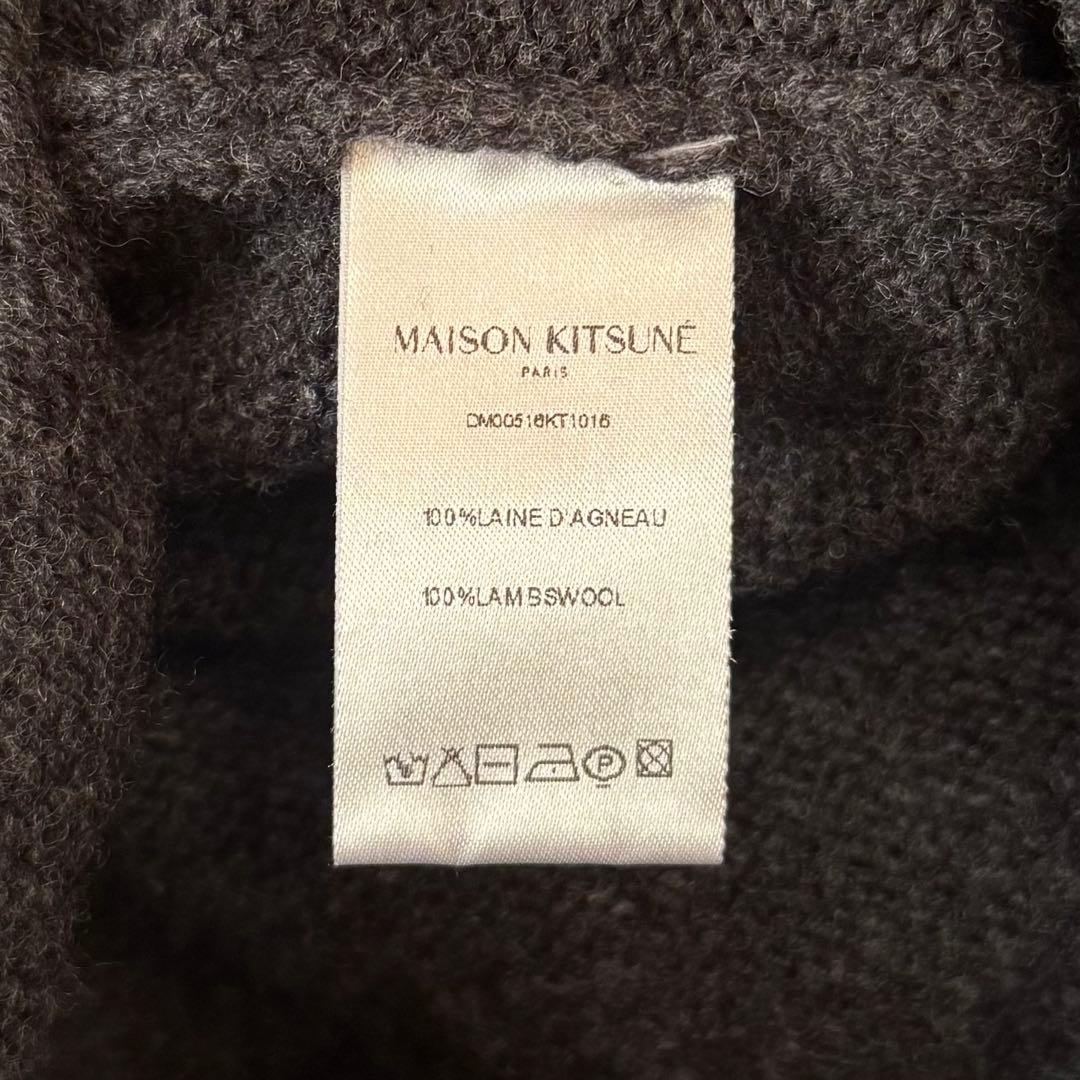 MAISON KITSUNÉ
PARIS
DM00516KT1016
100%LAINE D'AGNEAU
100%LAMBSWOOL
P